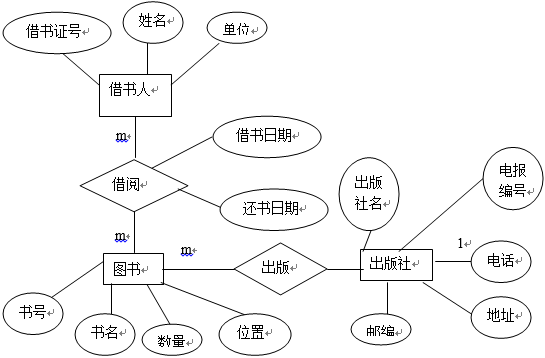 借书证号
姓名
单位
借书人
m
借书日期
借阅
还书日期
出版
社名
电报
编号
m
m
1
图书
出版
出版社
电话
书号
书名
数量
位置
邮编
地址